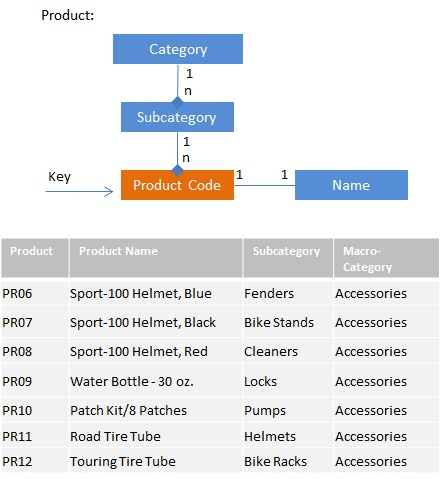 Product:
Category
1
n
Subcategory
1
n
Key
Product Code
1
1
Name
Product Product Name Subcategory Macro-
Category
PR06 Sport-100 Helmet, Blue Fenders Accessories
PR07 Sport-100 Helmet, Black Bike Stands Accessories
PR08 Sport-100 Helmet, Red Cleaners Accessories
PR09 Water Bottle - 30 oz. Locks Accessories
PR10 Patch Kit/8 Patches Pumps Accessories
PR11 Road Tire Tube Helmets Accessories
PR12 Touring Tire Tube Bike Racks Accessories